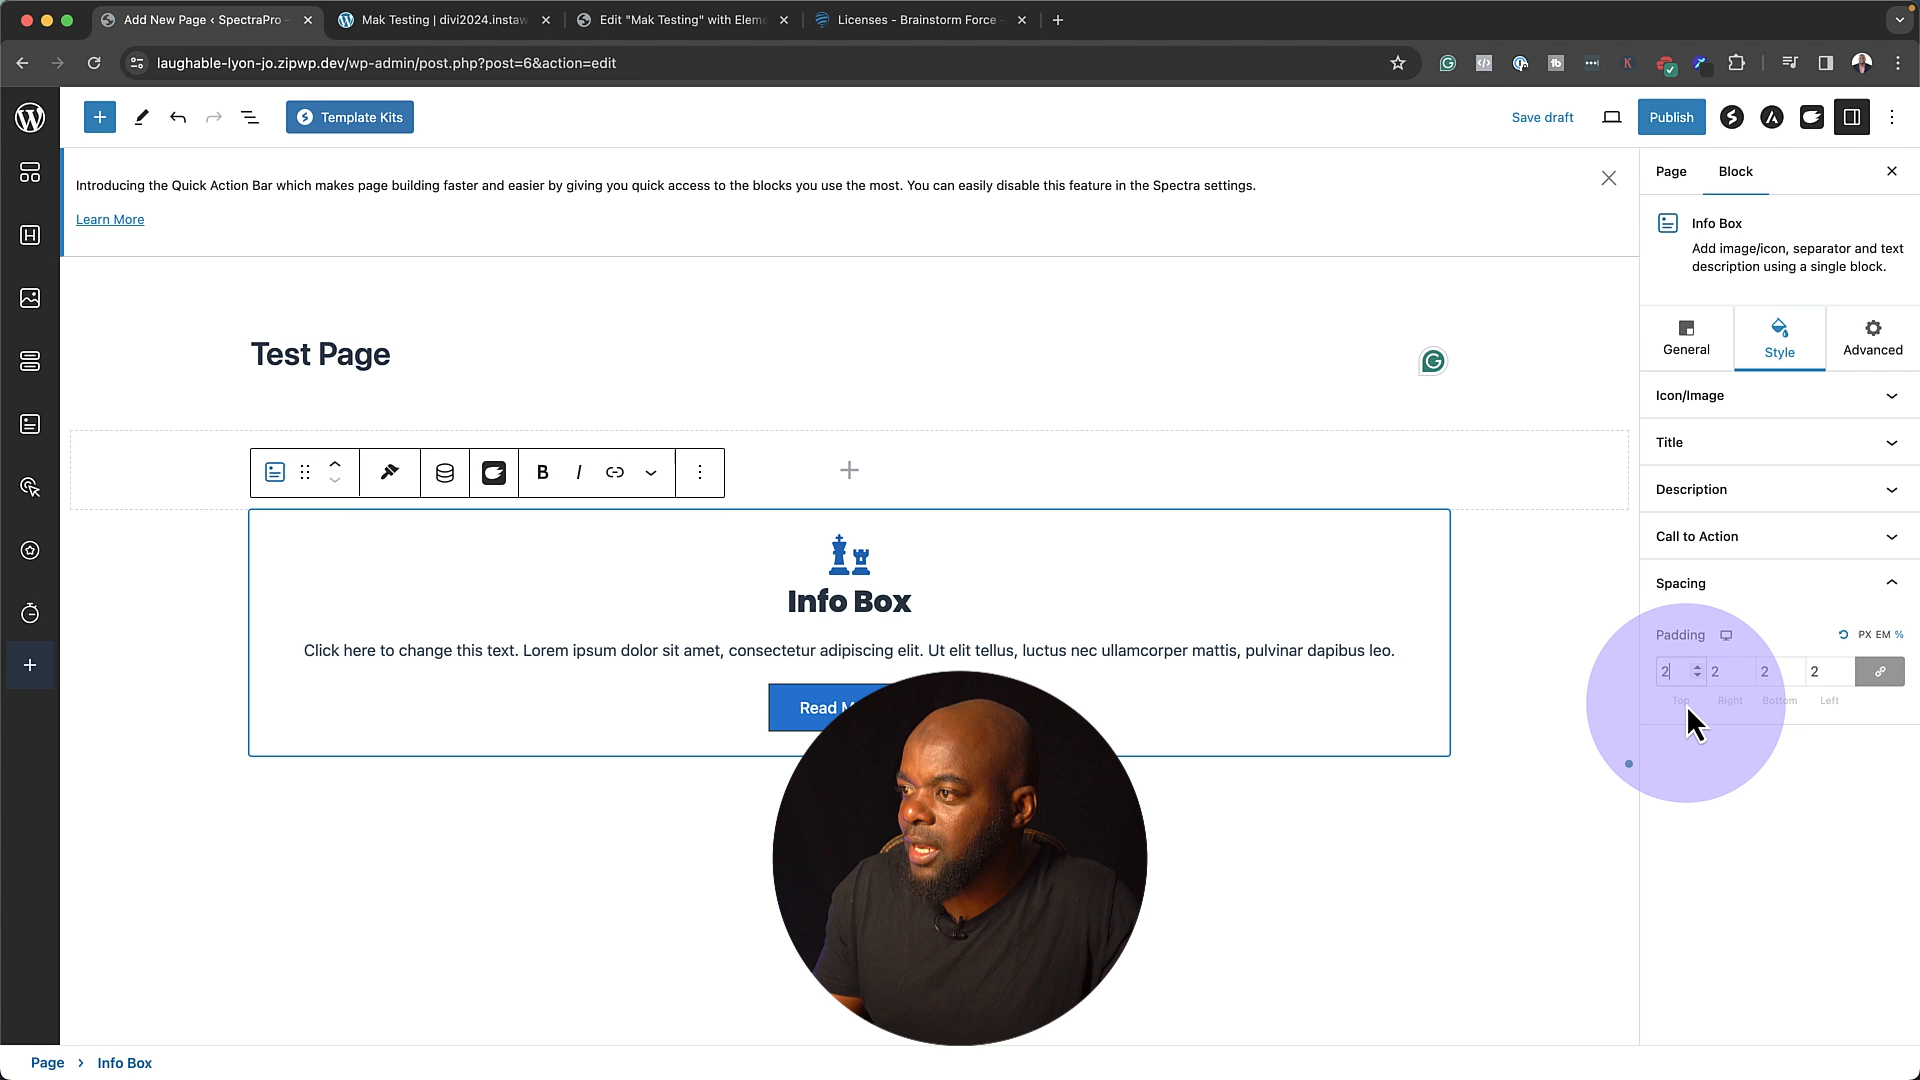 Add New Page ‹ SpectraPro –
Mak Testing | divi2024.instaw
Edit "Mak Testing" with Eleme
Licenses - Brainstorm Force
laughable-lyon-jo.zipwp.dev/wp-admin/post.php?post=6&action=edit
Template Kits
Save draft
Publish
Introducing the Quick Action Bar which makes page building faster and easier by giving you quick access to the blocks you use the most. You can easily disable this feature in the Spectra settings.
Learn More
Page
Block
Info Box
Add image/icon, separator and text
description using a single block.
General
Style
Advanced
Icon/Image
Title
Description
Call to Action
Spacing
Padding
PX EM %
2 2 2 2
Top Right Bottom Left
Test Page
B I
Info Box
Click here to change this text. Lorem ipsum dolor sit amet, consectetur adipiscing elit. Ut elit tellus, luctus nec ullamcorper mattis, pulvinar dapibus leo.
Read
Page › Info Box